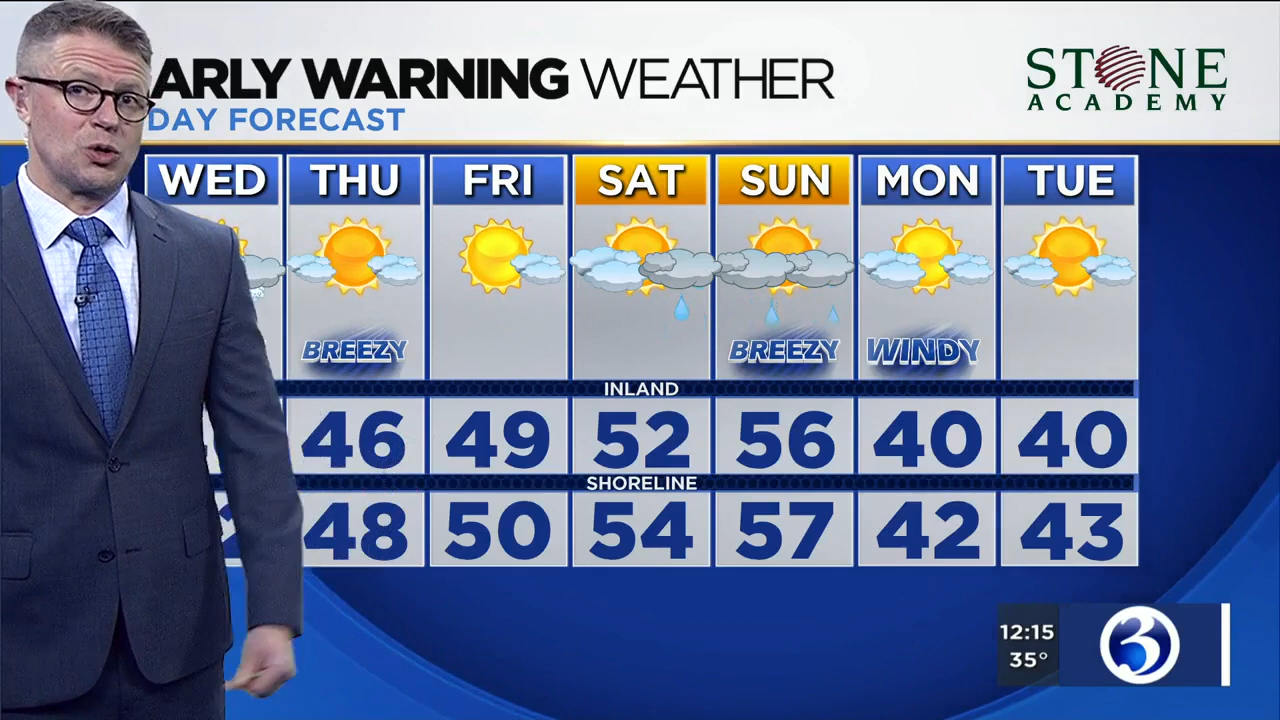 ARLY WARNING WEATHER
DAY FORECAST
STONE
ACADEMY
WED THU FRI SAT SUN MON TUE
BREEZY BREEZY WINDY
INLAND
46 49 52 56 40 40
SHORELINE
48 50 54 57 42 43
12:15
35°
3